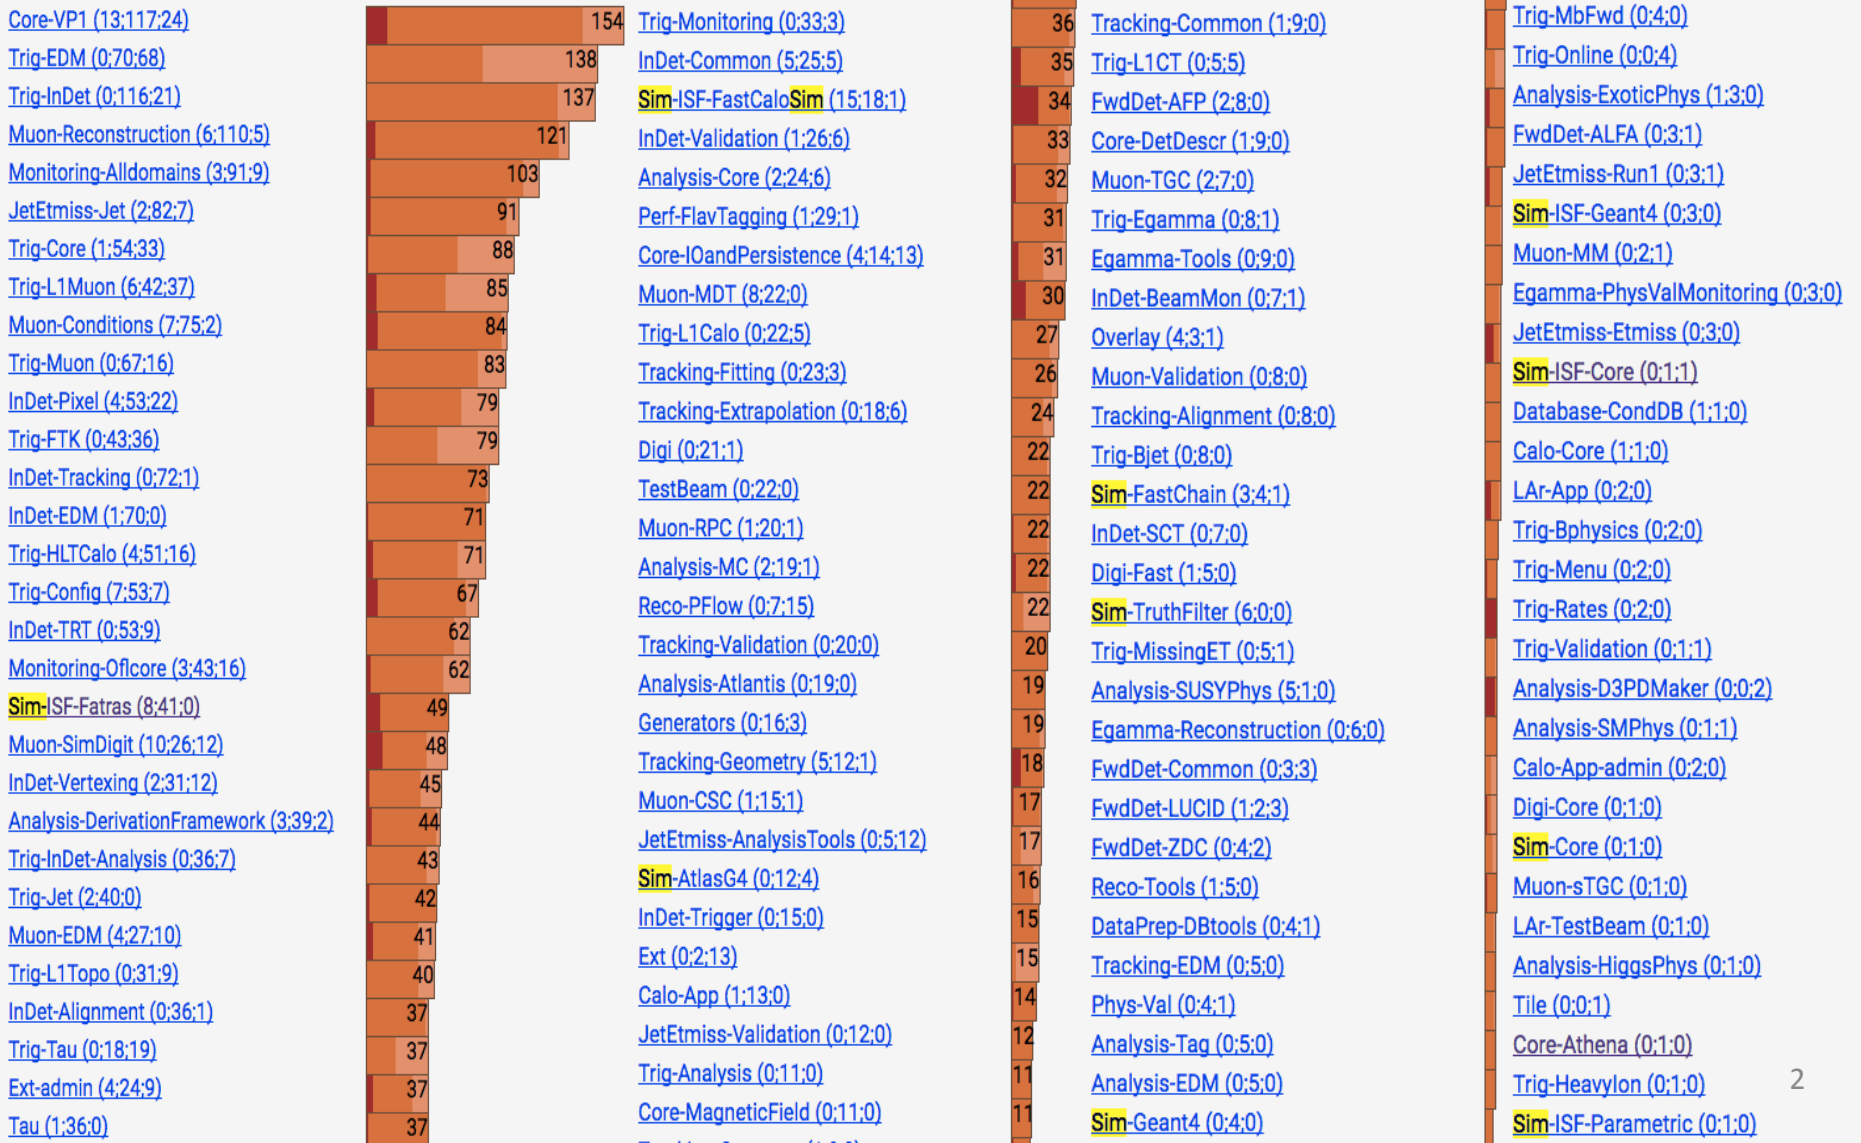 Core-VP1 (13;117;24) 154
Trig-EDM (0;70;68) 138
Trig-InDet (0;116;21) 137
Muon-Reconstruction (6;110;5) 121
Monitoring-Alldomains (3;91;9) 103
JetEtmiss-Jet (2;82;7) 91
Trig-Core (1;54;33) 88
Trig-L1Muon (6;42;37) 85
Muon-Conditions (7;75;2) 84
Trig-Muon (0;67;16) 83
InDet-Pixel (4;53;22) 79
Trig-FTK (0;43;36) 79
InDet-Tracking (0;72;1) 73
InDet-EDM (1;70;0) 71
Trig-HLTCalo (4;51;16) 71
Trig-Config (7;53;7) 67
InDet-TRT (0;53;9) 62
Monitoring-Oflcore (3;43;16) 62
Sim-ISF-Fatras (8;41;0) 49
Muon-SimDigit (10;26;12) 48
InDet-Vertexing (2;31;12) 45
Analysis-DerivationFramework (3;39;2) 44
Trig-InDet-Analysis (0;36;7) 43
Trig-Jet (2;40;0) 42
Muon-EDM (4;27;10) 41
Trig-L1Topo (0;31;9) 40
InDet-Alignment (0;36;1) 37
Trig-Tau (0;18;19) 37
Ext-admin (4;24;9) 37
Tau (1;36;0) 37
Trig-Monitoring (0;33;3) 36
InDet-Common (5;25;5) 35
Sim-ISF-FastCaloSim (15;18;1) 34
InDet-Validation (1;26;6) 33
Analysis-Core (2;24;6) 32
Perf-FlavTagging (1;29;1) 31
Core-IOandPersistence (4;14;13) 31
Muon-MDT (8;22;0) 30
Trig-L1Calo (0;22;5) 27
Tracking-Fitting (0;23;3) 26
Tracking-Extrapolation (0;18;6) 24
Digi (0;21;1) 22
TestBeam (0;22;0) 22
Muon-RPC (1;20;1) 22
Analysis-MC (2;19;1) 22
Reco-PFlow (0;7;15) 22
Tracking-Validation (0;20;0) 20
Analysis-Atlantis (0;19;0) 19
Generators (0;16;3) 19
Tracking-Geometry (5;12;1) 18
Muon-CSC (1;15;1) 17
JetEtmiss-AnalysisTools (0;5;12) 17
Sim-AtlasG4 (0;12;4) 16
InDet-Trigger (0;15;0) 15
Ext (0;2;13) 15
Calo-App (1;13;0) 14
JetEtmiss-Validation (0;12;0) 12
Trig-Analysis (0;11;0) 11
Core-MagneticField (0;11;0) 11
Tracking-Common (1;9;0)
Trig-L1CT (0;5;5)
FwdDet-AFP (2;8;0)
Core-DetDescr (1;9;0)
Muon-TGC (2;7;0)
Trig-Egamma (0;8;1)
Egamma-Tools (0;9;0)
InDet-BeamMon (0;7;1)
Overlay (4;3;1)
Muon-Validation (0;8;0)
Tracking-Alignment (0;8;0)
Trig-Bjet (0;8;0)
Sim-FastChain (3;4;1)
InDet-SCT (0;7;0)
Digi-Fast (1;5;0)
Sim-TruthFilter (6;0;0)
Trig-MissingET (0;5;1)
Analysis-SUSYPhys (5;1;0)
Egamma-Reconstruction (0;6;0)
FwdDet-Common (0;3;3)
FwdDet-LUCID (1;2;3)
FwdDet-ZDC (0;4;2)
Reco-Tools (1;5;0)
DataPrep-DBtools (0;4;1)
Tracking-EDM (0;5;0)
Phys-Val (0;4;1)
Analysis-Tag (0;5;0)
Analysis-EDM (0;5;0)
Sim-Geant4 (0;4;0)
Trig-MbFwd (0;4;0)
Trig-Online (0;0;4)
Analysis-ExoticPhys (1;3;0)
FwdDet-ALFA (0;3;1)
JetEtmiss-Run1 (0;3;1)
Sim-ISF-Geant4 (0;3;0)
Muon-MM (0;2;1)
Egamma-PhysValMonitoring (0;3;0)
JetEtmiss-Etmiss (0;3;0)
Sim-ISF-Core (0;1;1)
Database-CondDB (1;1;0)
Calo-Core (1;1;0)
LAr-App (0;2;0)
Trig-Bphysics (0;2;0)
Trig-Menu (0;2;0)
Trig-Rates (0;2;0)
Trig-Validation (0;1;1)
Analysis-D3PDMaker (0;0;2)
Analysis-SMPhys (0;1;1)
Calo-App-admin (0;2;0)
Digi-Core (0;1;0)
Sim-Core (0;1;0)
Muon-sTGC (0;1;0)
LAr-TestBeam (0;1;0)
Analysis-HiggsPhys (0;1;0)
Tile (0;0;1)
Core-Athena (0;1;0)
Trig-HeavyIon (0;1;0)
Sim-ISF-Parametric (0;1;0)
2